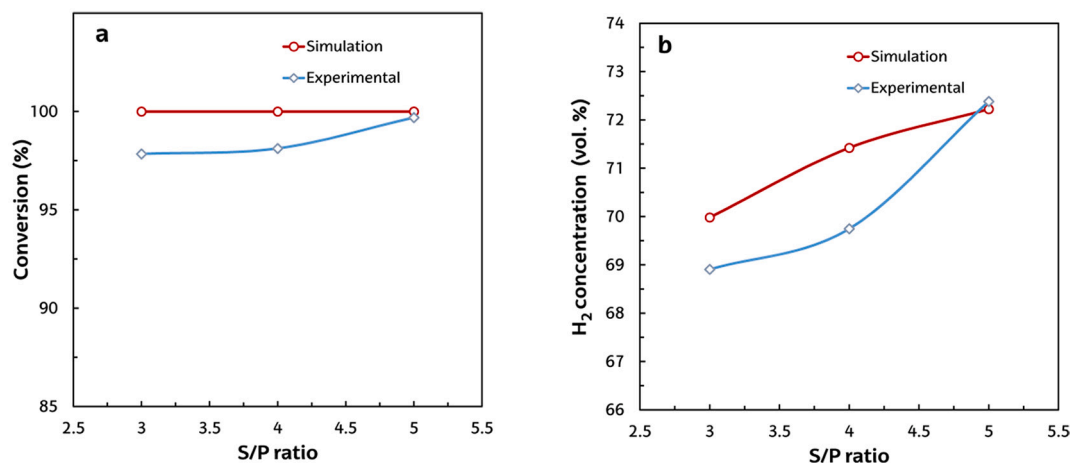 a
Simulation
Experimental
Conversion (%)
100
95
90
85
2.5 3 3.5 4 4.5 5 5.5
S/P ratio
b
Simulation
Experimental
H₂ concentration (vol. %)
74
73
72
71
70
69
68
67
66
2.5 3 3.5 4 4.5 5 5.5
S/P ratio